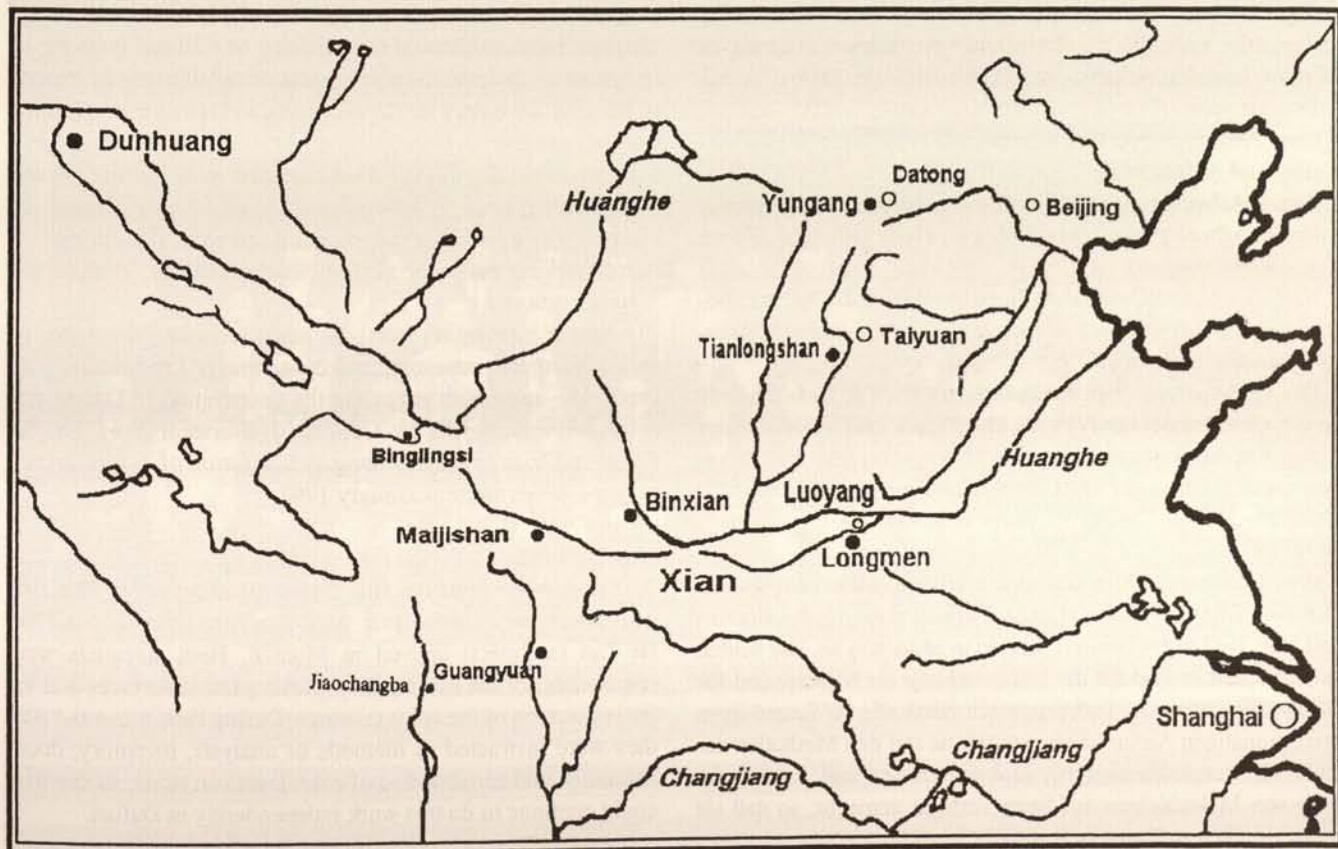 Dunhuang
Huanghe
Datong
Yungang
Beijing
Taiyuan
Tianlongshan
Binglingsi
Huanghe
Binxian
Luoyang
Maijishan
Longmen
Xian
Guangyuan
Jiaochangba
Shanghai
Changjiang
Changjiang